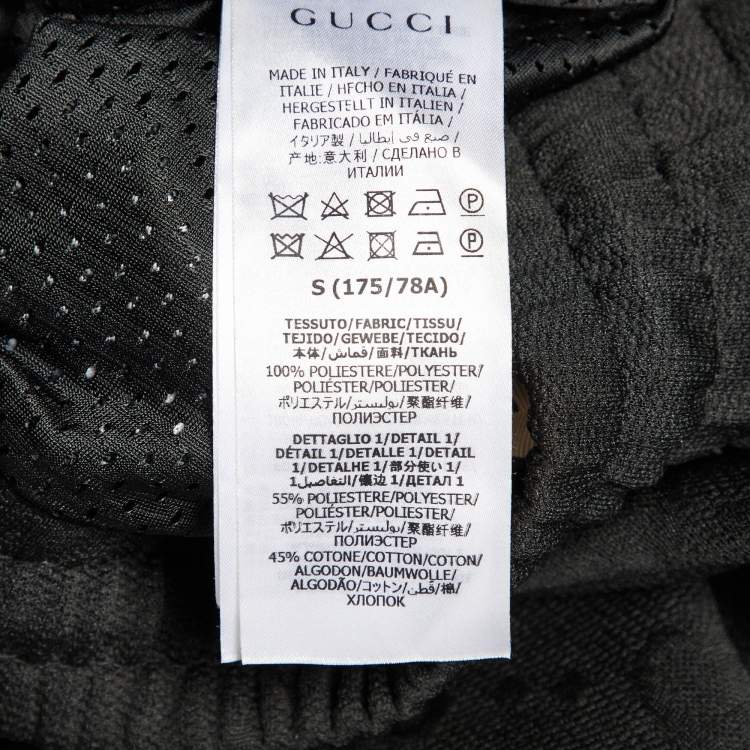 GUCCI
MADE IN ITALY / FABRIQUÉ EN
ITALIE / HFCHO EN ITALIA /
HERGESTELLT IN ITALIEN /
FABRICADO EM ITÁLIA /
イタリア製 / صنع في إيطاليا /
产地:意大利 / СДЕЛАНО В
ИТАЛИИ
P
P
S (175/78A)
TESSUTO/FABRIC/TISSU/
TEJIDO/GEWEBE/TECIDO/
本体/قماش/面料/ТКАНЬ
100% POLIESTERE/POLYESTER/
POLIÉSTER/POLYESTER/
ポリエステル/بوليستر/聚酯纤维/
ПОЛИЭСТЕР
DETTAGLIO 1/DETAIL 1/
DÉTAIL 1/DETALLE 1/DETAIL
1/DETALHE 1/部分使い 1/
1التفاصيل/镶边 1/ДЕТАЛ 1
55% POLIESTERE/POLYESTER/
POLIÉSTER/POLYESTER/
ポリエステル/بوليستر/聚酯纤维/
ПОЛИЭСТЕР
45% COTONE/COTTON/COTON/
ALGODON/BAUMWOLLE/
ALGODÃO/コットン/قطن/棉/
ХЛОПОК